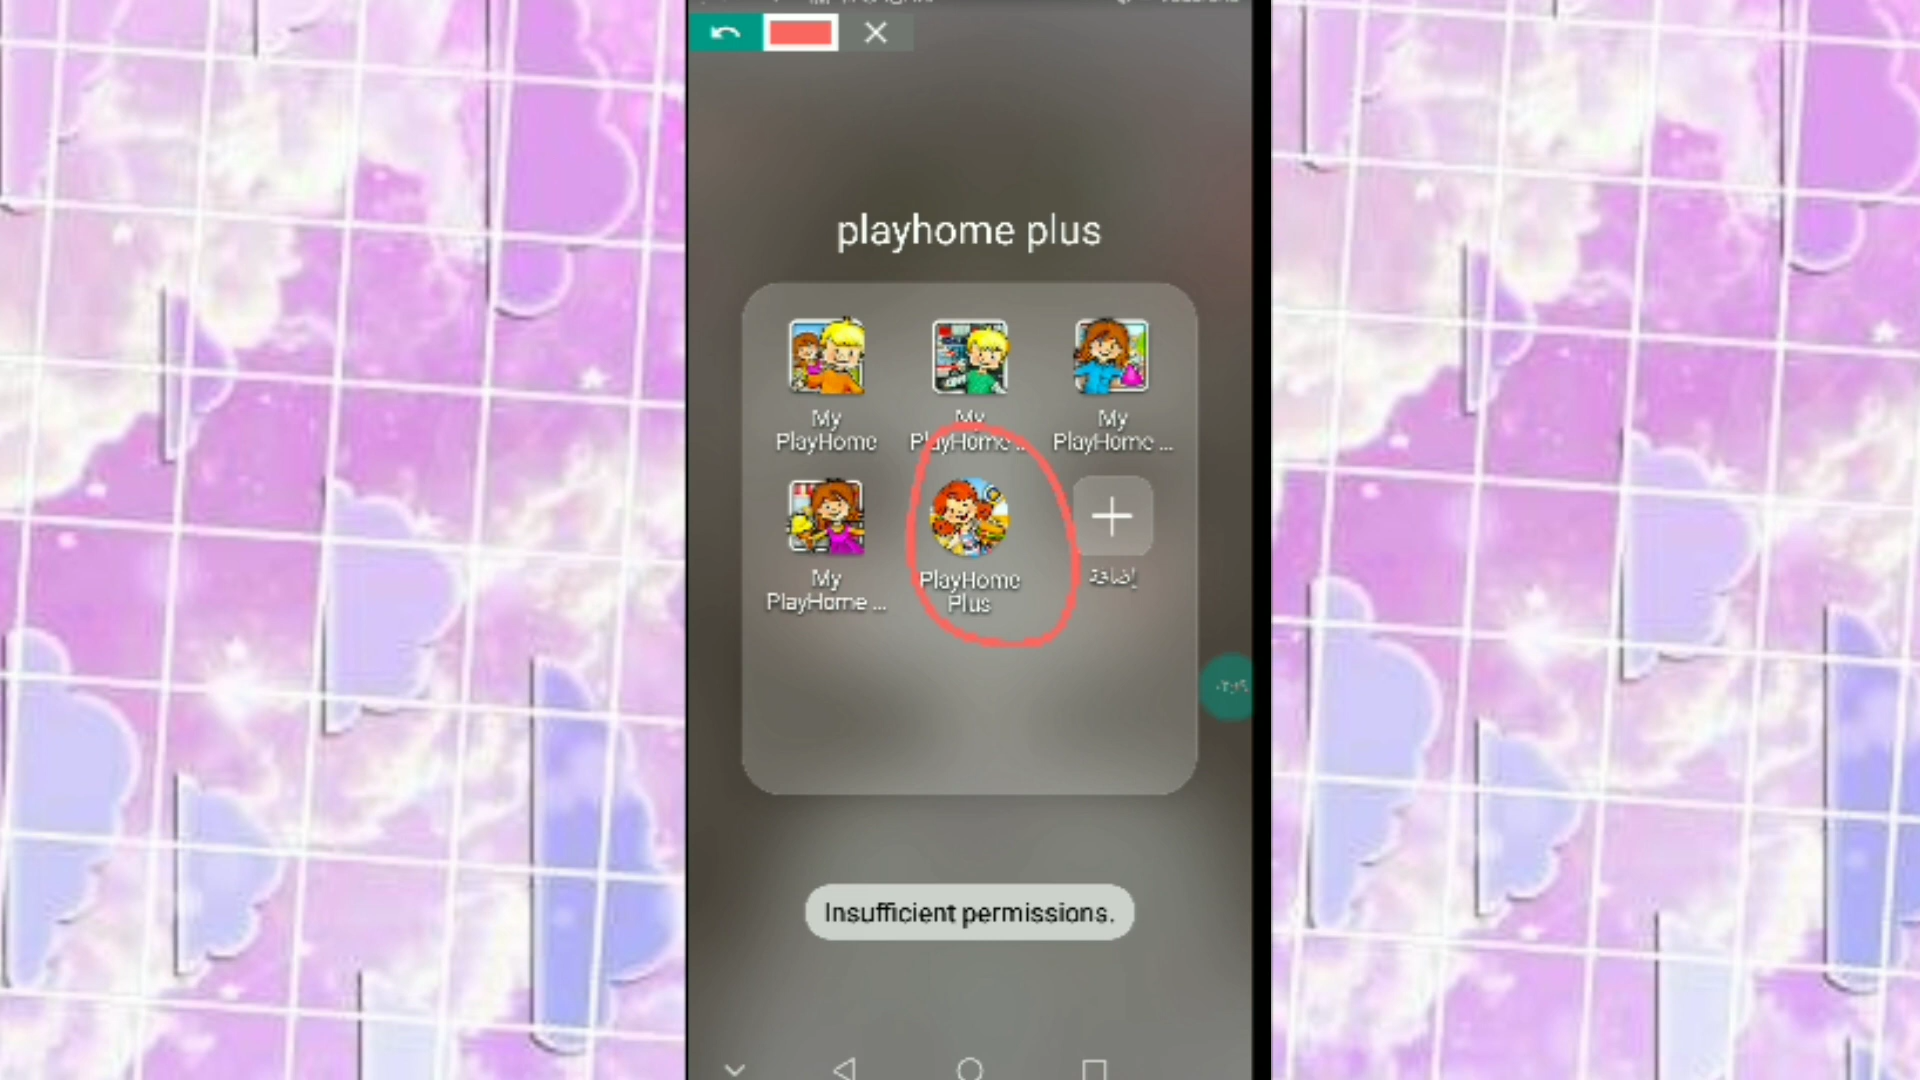 playhome plus
My
PlayHome
My
PlayHome ..
My
PlayHome ...
My
PlayHome ...
PlayHome
Plus
إضافة
Insufficient permissions.